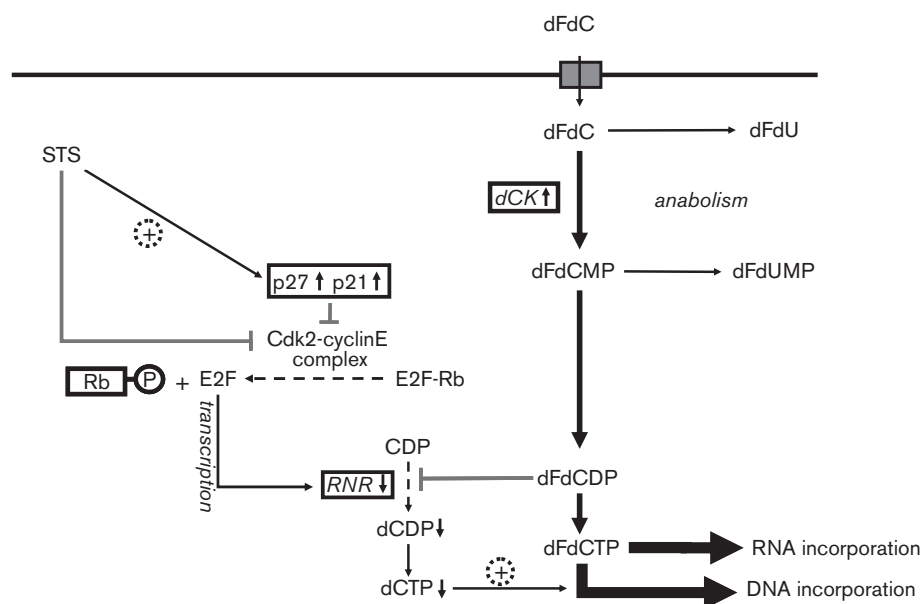 dFdC
dFdC
dFdU
STS
dCK
anabolism
+
p27 p21
dFdCMP
dFdUMP
Cdk2-cyclinE
complex
Rb P + E2F
E2F-Rb
transcription
CDP
RNR
dFdCDP
dCDP
dFdCTP
RNA incorporation
+
dCTP
DNA incorporation